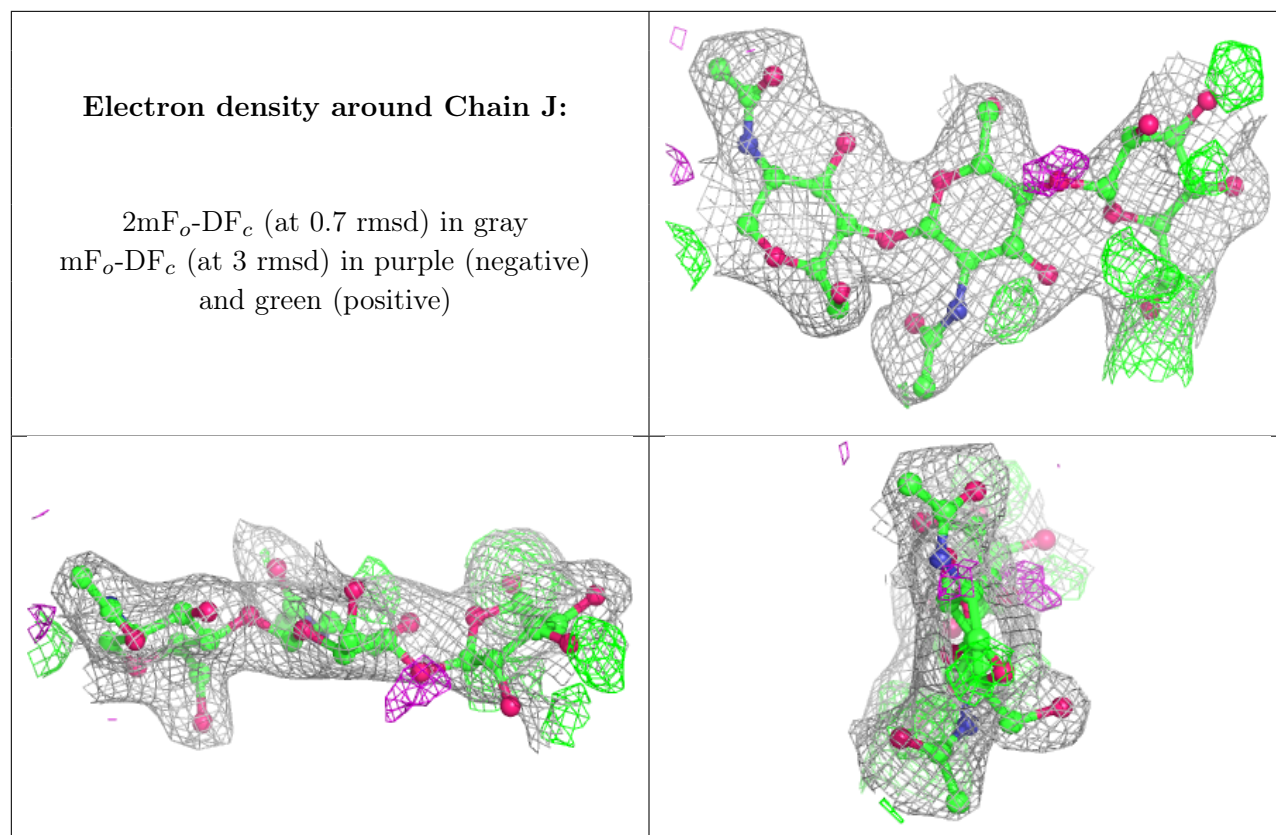 Electron density around Chain J:
2mFo-DFc (at 0.7 rmsd) in gray
mFo-DFc (at 3 rmsd) in purple (negative)
and green (positive)